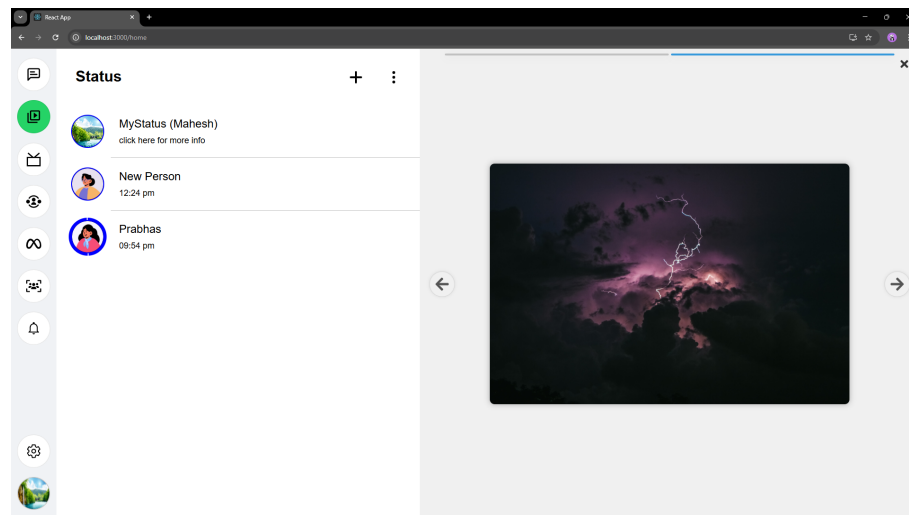 React App
localhost:3000/home
Status
MyStatus (Mahesh)
click here for more info
New Person
12:24 pm
Prabhas
09:54 pm